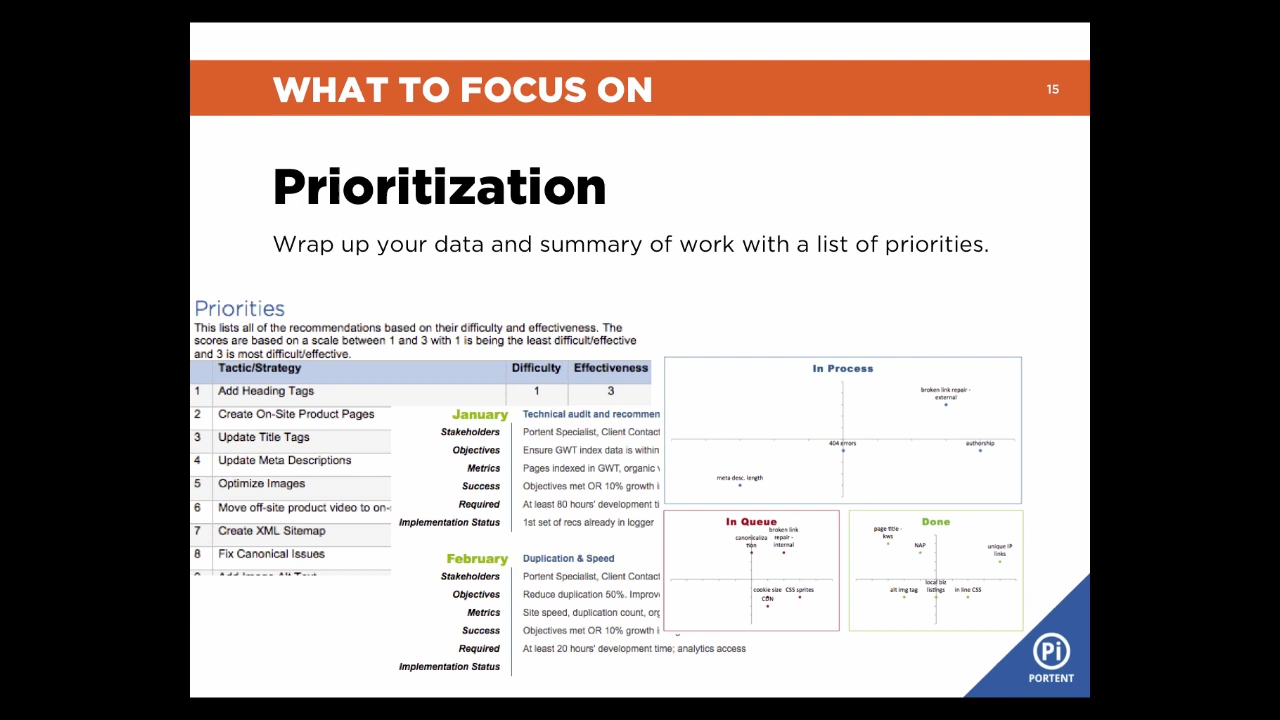 WHAT TO FOCUS ON
15
Prioritization
Wrap up your data and summary of work with a list of priorities.
Priorities
This lists all of the recommendations based on their difficulty and effectiveness. The
scores are based on a scale between 1 and 3 with 1 is being the least difficult/effective
and 3 is most difficult/effective.
Tactic/Strategy Difficulty Effectiveness
1 Add Heading Tags 1 3
2 Create On-Site Product Pages
3 Update Title Tags
4 Update Meta Descriptions
5 Optimize Images
6 Move off-site product video to on-
7 Create XML Sitemap
8 Fix Canonical Issues
9 Add Image Alt Text
January Technical audit and recommen
Stakeholders Portent Specialist, Client Contact
Objectives Ensure GWT index data is within
Metrics Pages indexed in GWT, organic
Success Objectives met OR 10% growth i
Required At least 80 hours' development ti
Implementation Status 1st set of recs already in logger
February Duplication & Speed
Stakeholders Portent Specialist, Client Contact
Objectives Reduce duplication 50%. Improv
Metrics Site speed, duplication count, org
Success Objectives met OR 10% growth i
Required At least 20 hours' development time; analytics access
Implementation Status
In Process
broken link repair -
external
404 errors
authorship
meta desc. length
In Queue
broken link
repair -
internal
canonicaliza
tion
cookie size CSS sprites
CDN
Done
page title -
kws
NAP
unique IP
links
local biz
listings
alt img tag
in line CSS
Pi
PORTENT